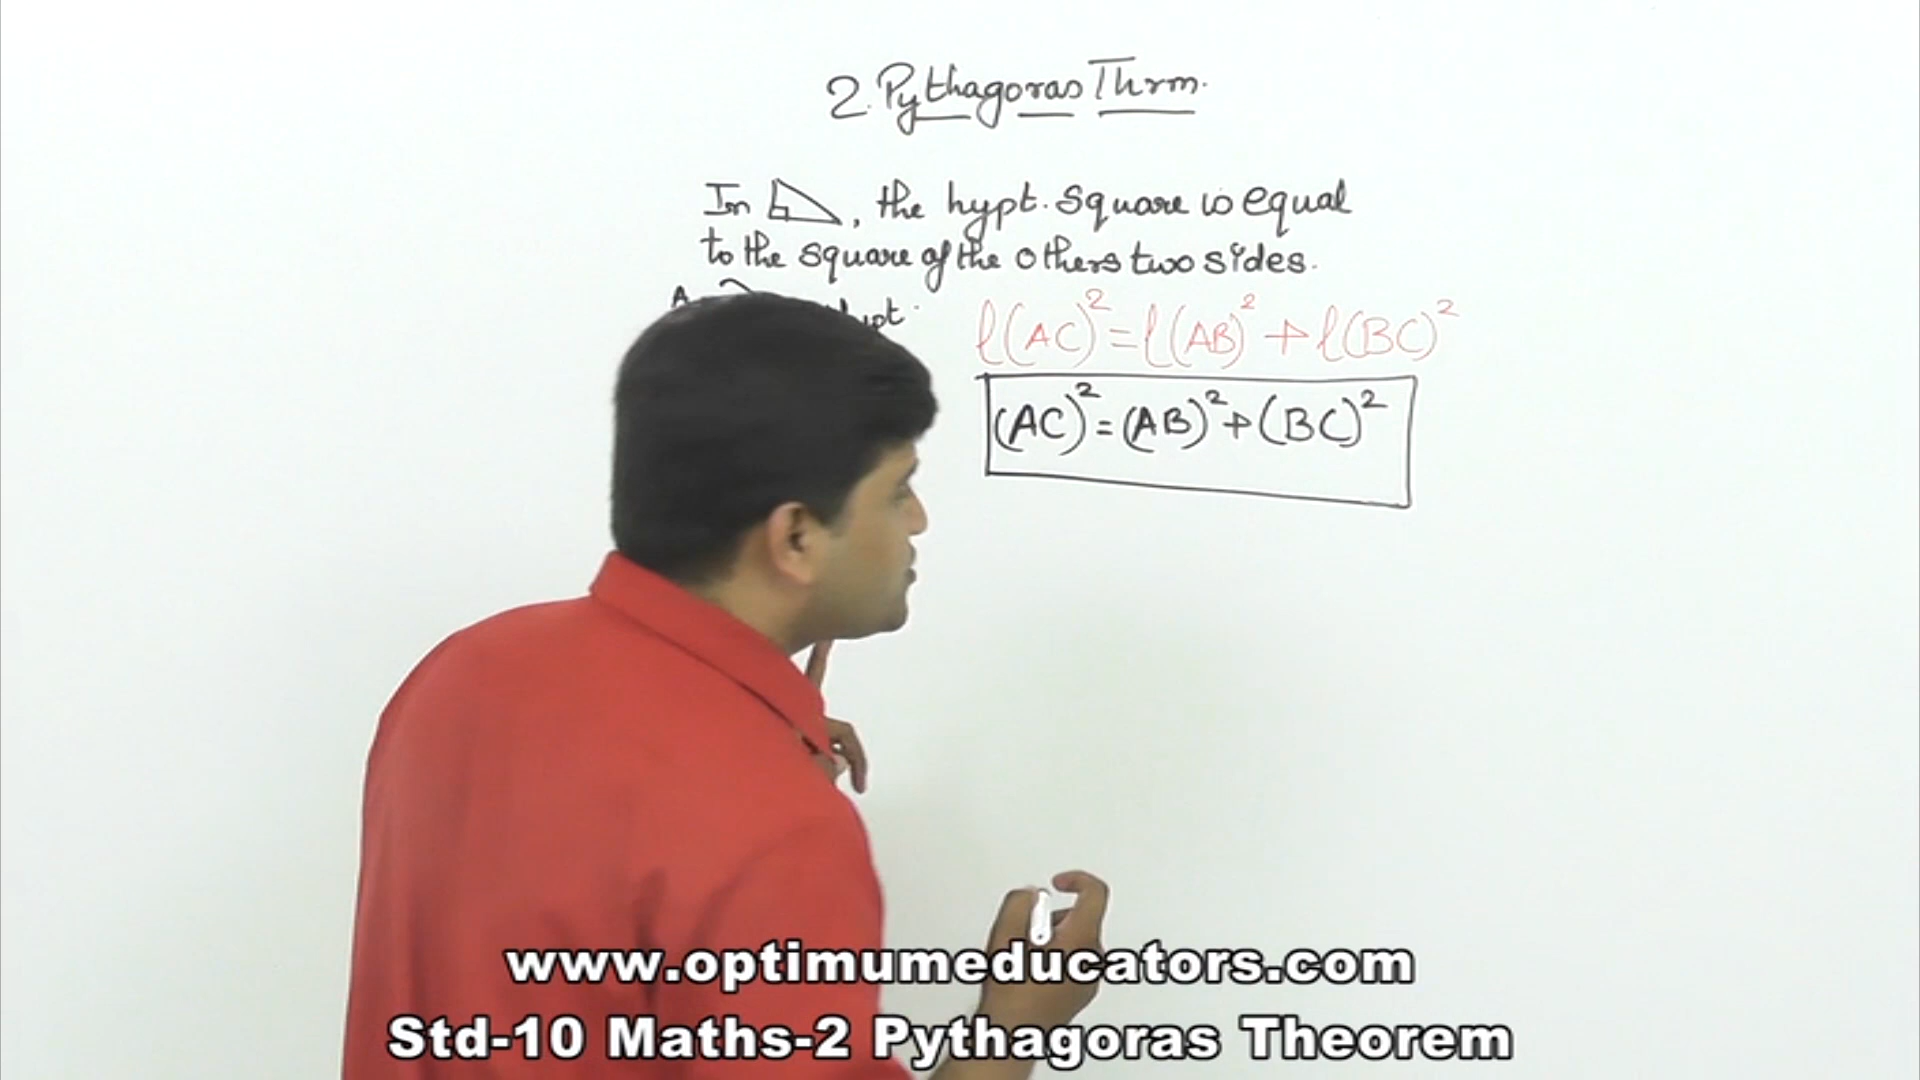 2. Pythagoras Thrm.
In , the hypt. square is equal
to the square of the others two sides.
A
l(AC)² = l(AB)² + l(BC)²
(AC)² = (AB)² + (BC)²
www.optimumeducators.com
Std-10 Maths-2 Pythagoras Theorem